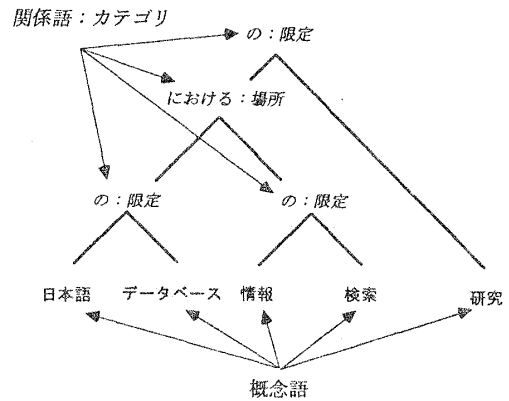 関係語：カテゴリ
の：限定
における：場所
の：限定
の：限定
日本語
データベース
情報
検索
研究
概念語